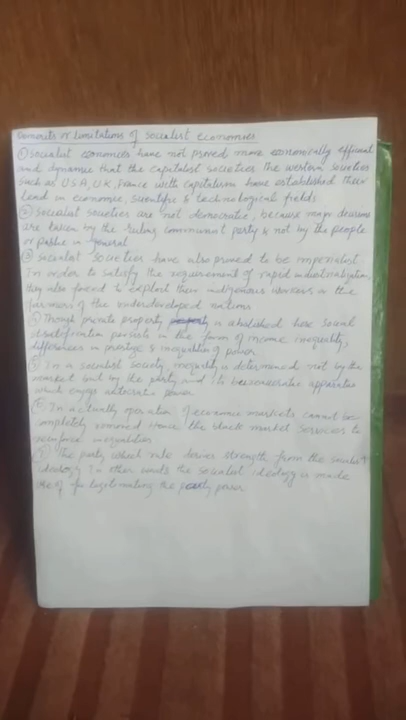 Demerits or limitations of socialist economies
① socialist economies have not proved more economically efficient
and dynamic that the capitalist societies The western societies
such as USA, UK, France with capitalism have established their
lead in economic, scientific & technological fields
② socialist societies are not democratic, because major decisions
are taken by the ruling communist party & not by the people
or public in general
③ socialist societies have also proved to be imperialist
In order to satisfy the requirement of rapid industrialization,
they also found to exploit their indigenous workers or the
farmers of the underdeveloped nations
Though private property is abolished here social
stratification persists in the form of income inequality,
differences in prestige & inequalities of power
In a socialist society, inequality is determined not by the
market but by the party and its bureaucratic apparatus
which enjoys power
In actually operation of economic markets cannot be
completely removed Hence the black market services to
reinforce inequalities
The party which rule derives strength from the socialist
ideology In other words the socialist ideology is made
use of for legitimating the party power